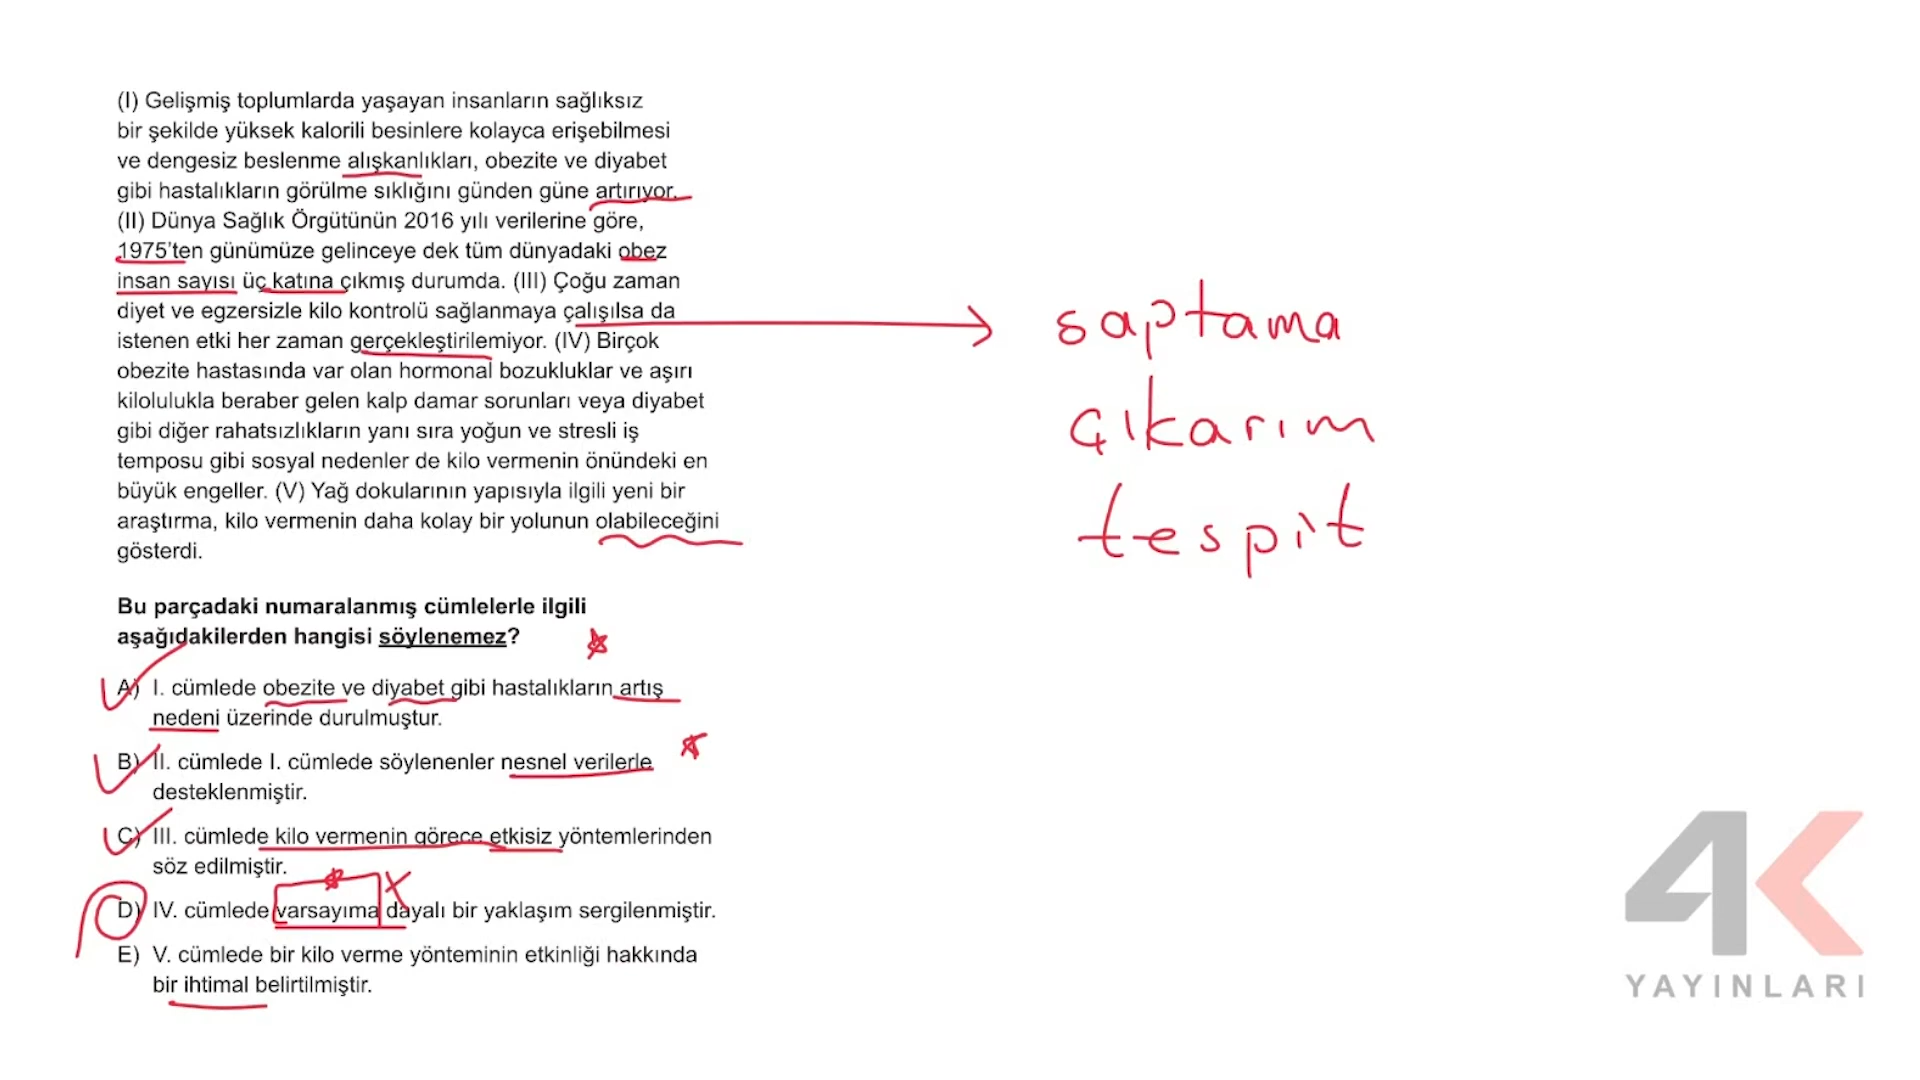 (I) Gelişmiş toplumlarda yaşayan insanların sağlıksız
bir şekilde yüksek kalorili besinlere kolayca erişebilmesi
ve dengesiz beslenme alışkanlıkları, obezite ve diyabet
gibi hastalıkların görülme sıklığını günden güne artırıyor.
(II) Dünya Sağlık Örgütünün 2016 yılı verilerine göre,
1975'ten günümüze gelinceye dek tüm dünyadaki obez
insan sayısı üç katına çıkmış durumda. (III) Çoğu zaman
diyet ve egzersizle kilo kontrolü sağlanmaya çalışılsa da
istenen etki her zaman gerçekleştirilemiyor. (IV) Birçok
obezite hastasında var olan hormonal bozukluklar ve aşırı
kilolulukla beraber gelen kalp damar sorunları veya diyabet
gibi diğer rahatsızlıkların yanı sıra yoğun ve stresli iş
temposu gibi sosyal nedenler de kilo vermenin önündeki en
büyük engeller. (V) Yağ dokularının yapısıyla ilgili yeni bir
araştırma, kilo vermenin daha kolay bir yolunun olabileceğini
gösterdi.
Bu parçadaki numaralanmış cümlelerle ilgili
aşağıdakilerden hangisi söylenemez?
A) I. cümlede obezite ve diyabet gibi hastalıkların artış
nedeni üzerinde durulmuştur.
B) II. cümlede I. cümlede söylenenler nesnel verilerle
desteklenmiştir.
C) III. cümlede kilo vermenin görece etkisiz yöntemlerinden
söz edilmiştir.
D) IV. cümlede varsayıma dayalı bir yaklaşım sergilenmiştir.
E) V. cümlede bir kilo verme yönteminin etkinliği hakkında
bir ihtimal belirtilmiştir.
saptama
çıkarım
tespit
4K
YAYINLARI